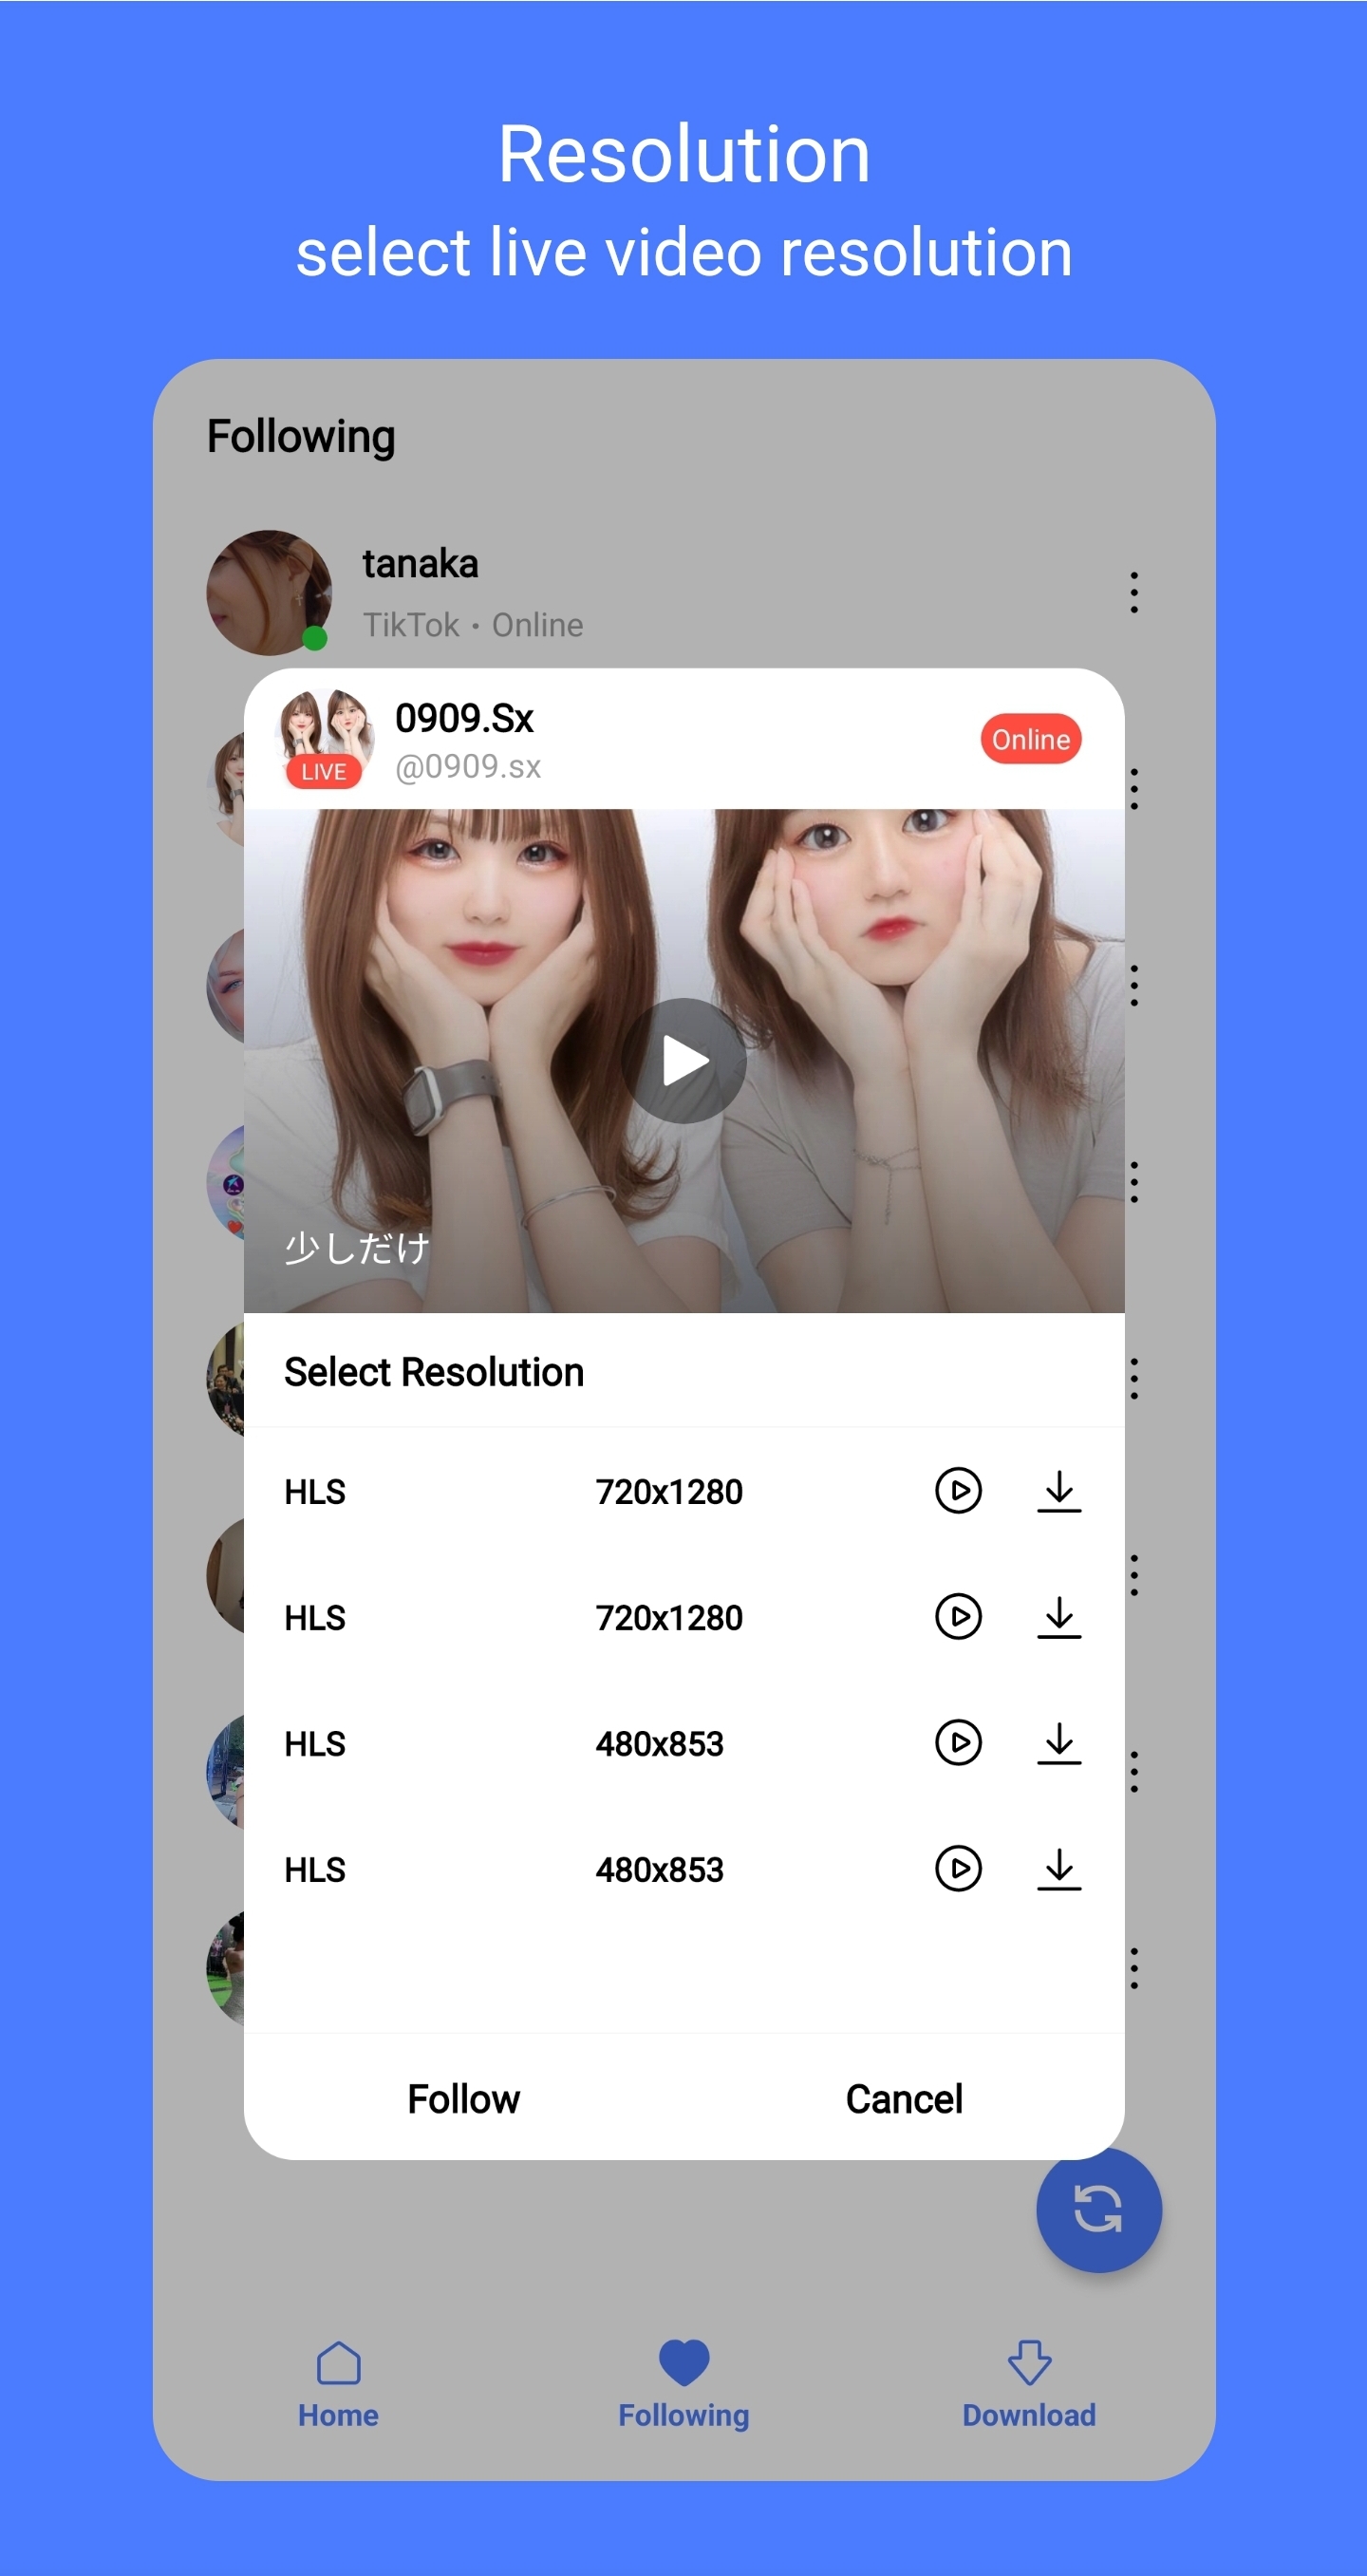 Resolution
select live video resolution
Following
tanaka
TikTok • Online
0909.Sx
@0909.sx
LIVE
Online
少しだけ
Select Resolution
HLS 720x1280
HLS 720x1280
HLS 480x853
HLS 480x853
Follow Cancel
Home Following Download